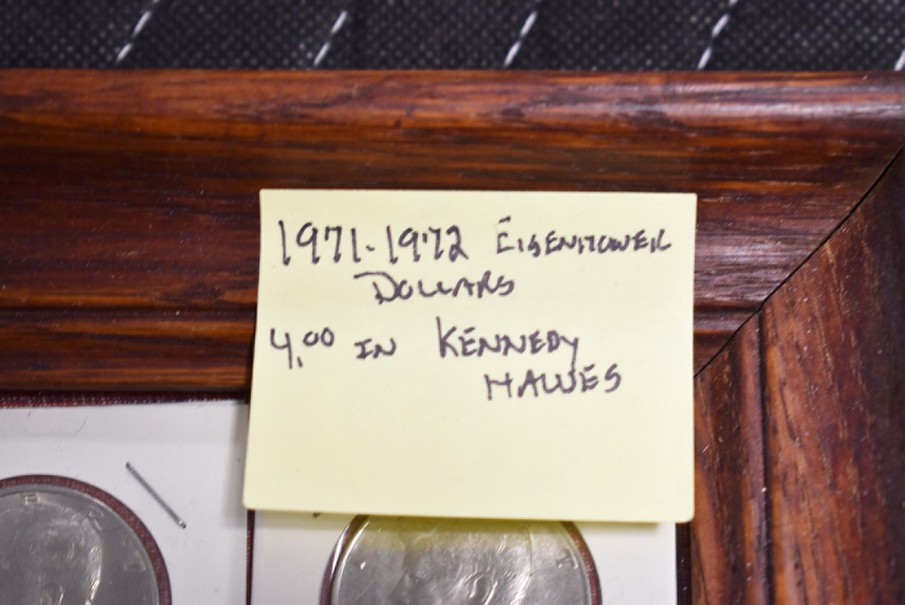 1971-1972 EISENHOWER
DOLLARS
4.00 IN KENNEDY
HALVES